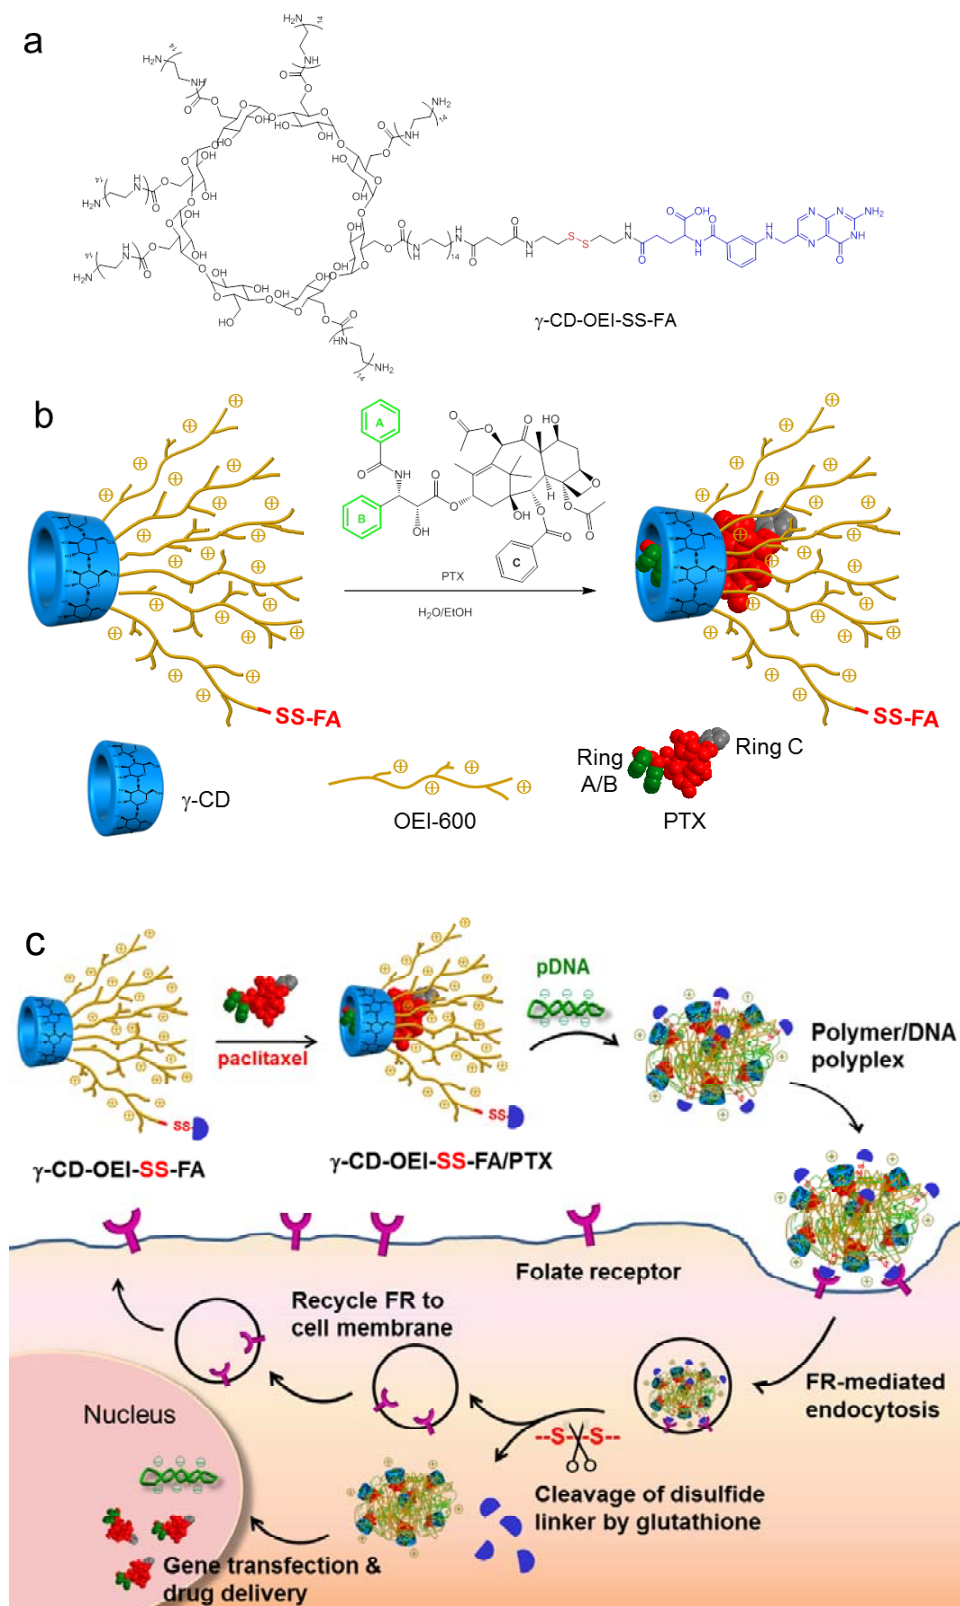 a
γ-CD-OEI-SS-FA
b
A
B
C
PTX
H₂O/EtOH
SS-FA
SS-FA
γ-CD
OEI-600
Ring
A/B
Ring C
PTX
c
paclitaxel
pDNA
Polymer/DNA
polyplex
SS
SS
γ-CD-OEI-SS-FA
γ-CD-OEI-SS-FA/PTX
Folate receptor
Recycle FR to
cell membrane
FR-mediated
endocytosis
Nucleus
--S--S--
Cleavage of disulfide
linker by glutathione
Gene transfection &
drug delivery